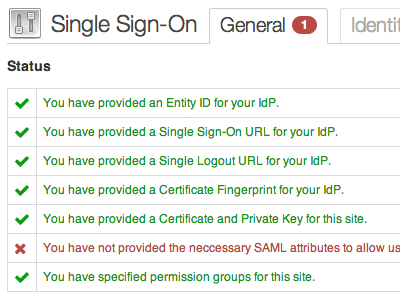 Single Sign-On General 1 Identi
Status
You have provided an Entity ID for your IdP.
You have provided a Single Sign-On URL for your IdP.
You have provided a Single Logout URL for your IdP.
You have provided a Certificate Fingerprint for your IdP.
You have provided a Certificate and Private Key for this site.
You have not provided the neccessary SAML attributes to allow us
You have specified permission groups for this site.